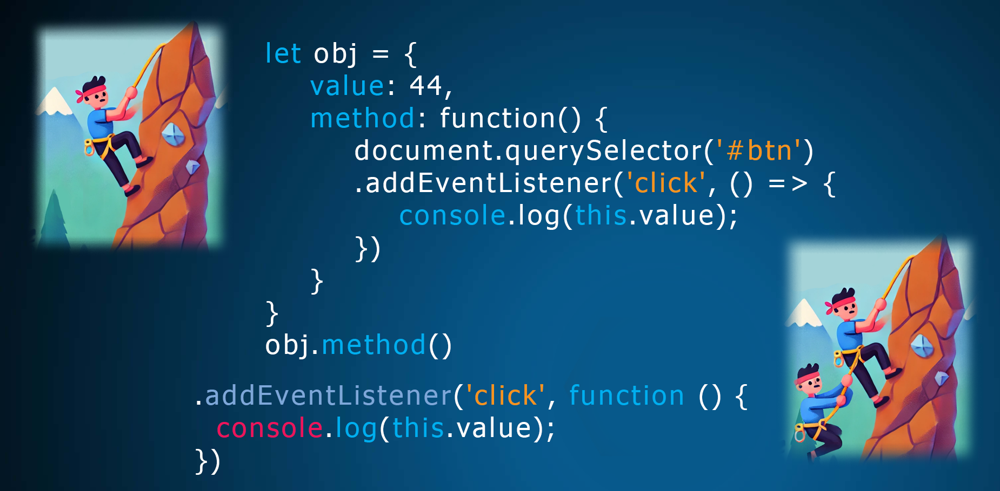 let obj = {
value: 44,
method: function() {
document.querySelector('#btn')
.addEventListener('click', () => {
console.log(this.value);
})
}
}
obj.method()
.addEventListener('click', function () {
console.log(this.value);
})